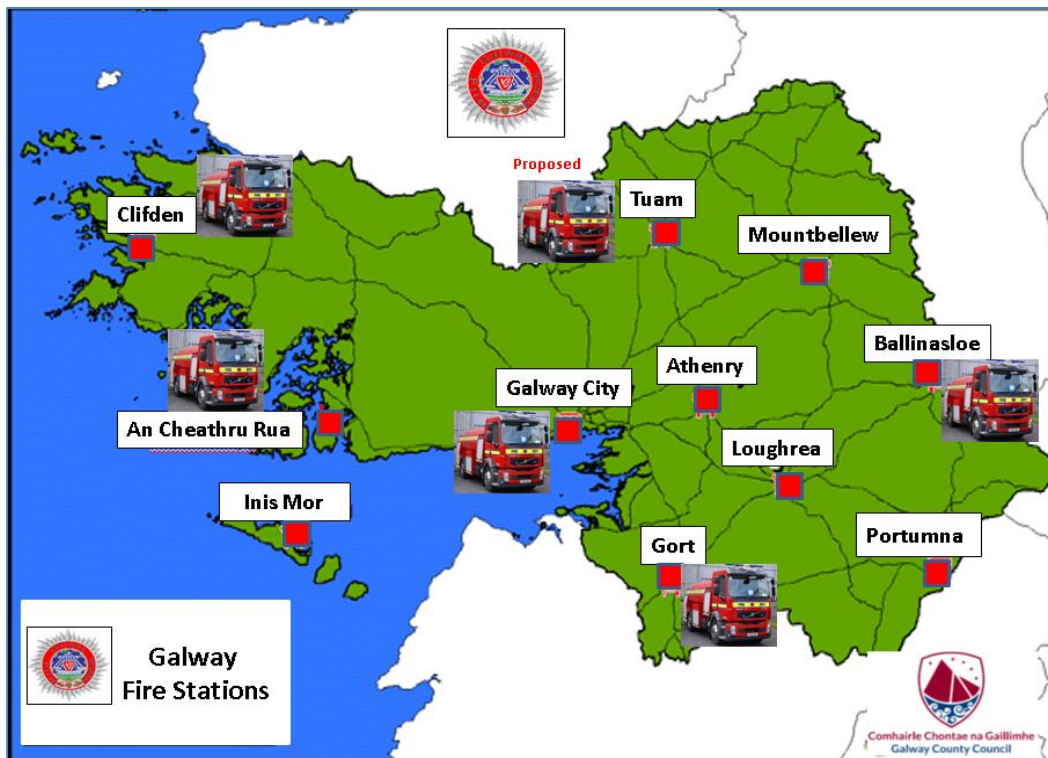 Proposed
Clifden
Tuam
Mountbellew
Ballinasloe
Athenry
Galway City
An Cheathru Rua
Loughrea
Inis Mor
Gort
Portumna
Galway
Fire Stations
Comhairle Chontae na Gaillimhe
Galway County Council